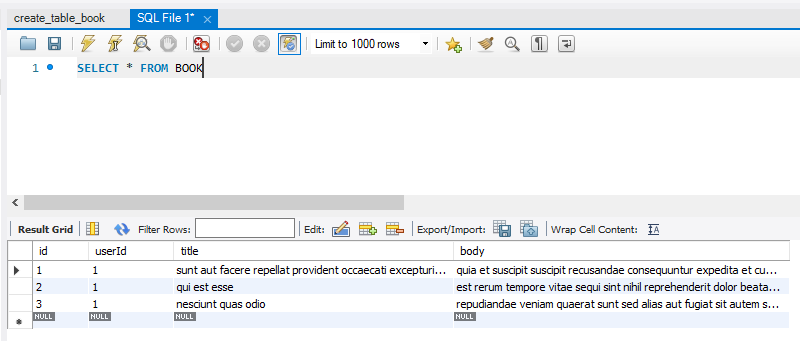 create_table_book SQL File 1* ×
Limit to 1000 rows
1 SELECT * FROM BOOK
Result Grid Filter Rows: Edit: Export/Import: Wrap Cell Content:
id userId title body
1 1 sunt aut facere repellat provident occaecati excepturi... quia et suscipit suscipit recusandae consequuntur expedita et cu...
2 1 qui est esse est rerum tempore vitae sequi sint nihil reprehenderit dolor beata...
3 1 nesciunt quas odio repudiandae veniam quaerat sunt sed alias aut fugiat sit autem s...
NULL NULL NULL NULL